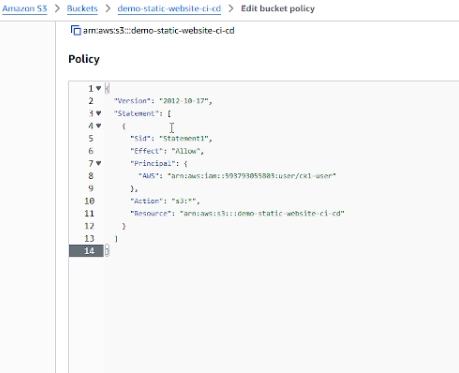 Amazon S3 > Buckets > demo-static-website-ci-cd > Edit bucket policy
arn:aws:s3:::demo-static-website-ci-cd
Policy
1 {
2 "Version": "2012-10-17",
3 "Statement": [
4 {
5 "Sid": "Statement1",
6 "Effect": "Allow",
7 "Principal": {
8 "AWS": "arn:aws:iam::593793055803:user/ck1-user"
9 },
10 "Action": "s3:*",
11 "Resource": "arn:aws:s3:::demo-static-website-ci-cd"
12 }
13 ]
14 }